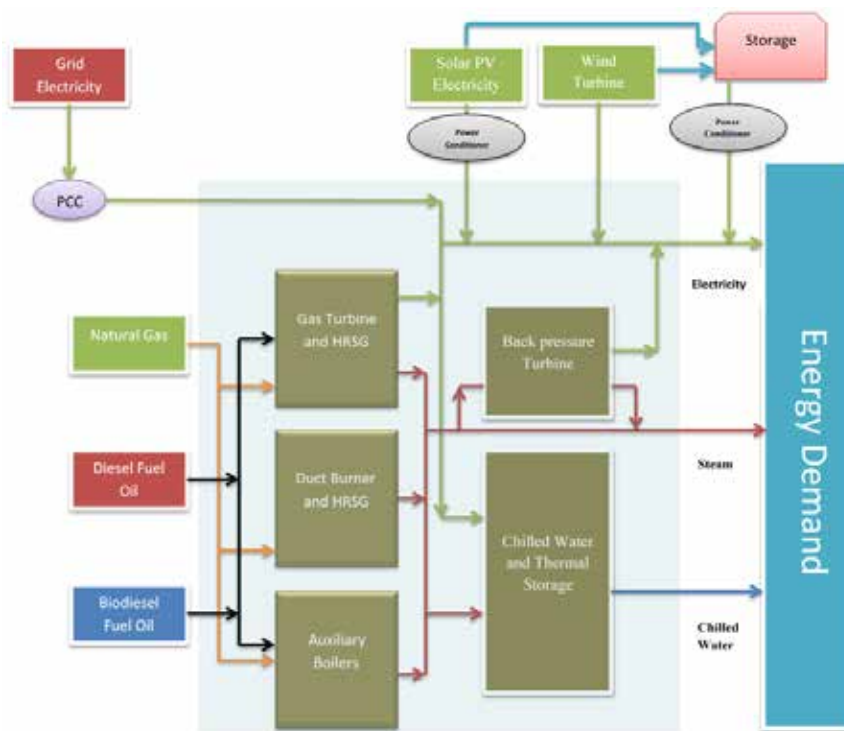 Grid
Electricity
Solar PV
Electricity
Wind
Turbine
Storage
Power
Conditioner
Power
Conditioner
PCC
Electricity
Natural Gas
Gas Turbine
and HRSG
Back pressure
Turbine
Diesel Fuel
Oil
Duct Burner
and HRSG
Steam
Chilled Water
and Thermal
Storage
Biodiesel
Fuel Oil
Auxiliary
Boilers
Chilled
Water
Energy Demand